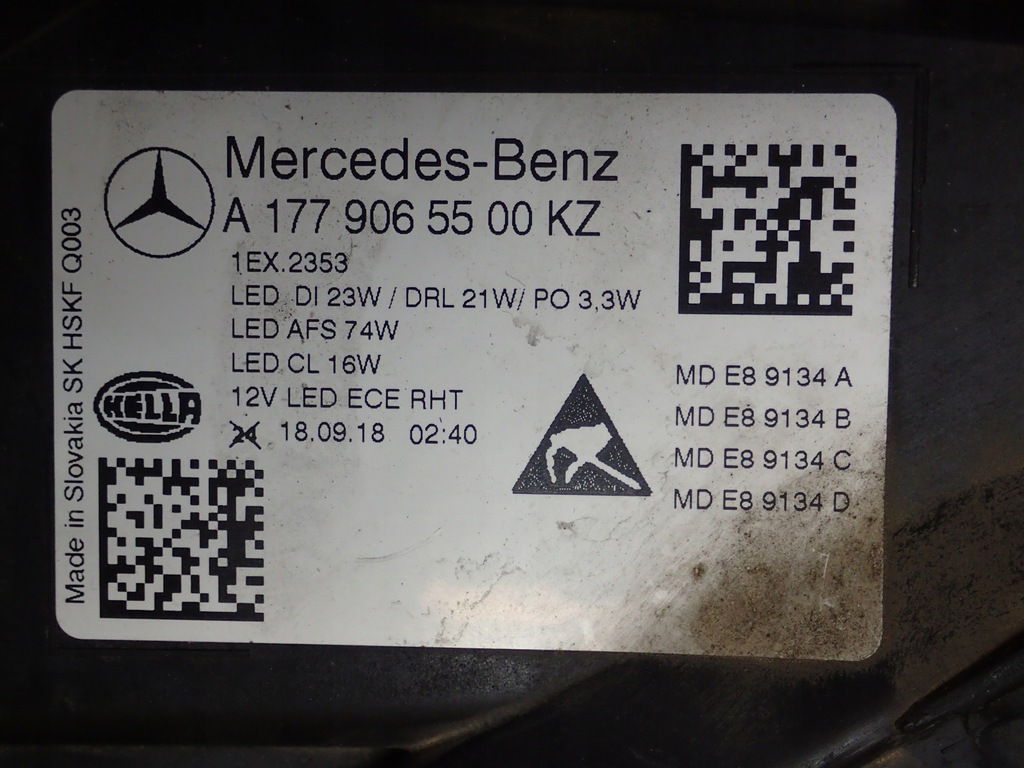 Mercedes-Benz
A 177 906 55 00 KZ
1EX.2353
LED DI 23W / DRL 21W/ PO 3,3W
LED AFS 74W
LED CL 16W
12V LED ECE RHT
24 18.09.18 02:40
HELLA
Made in Slovakia SK HSKF Q003
MD E8 9134 A
MD E8 9134 B
MD E8 9134 C
MD E8 9134 D